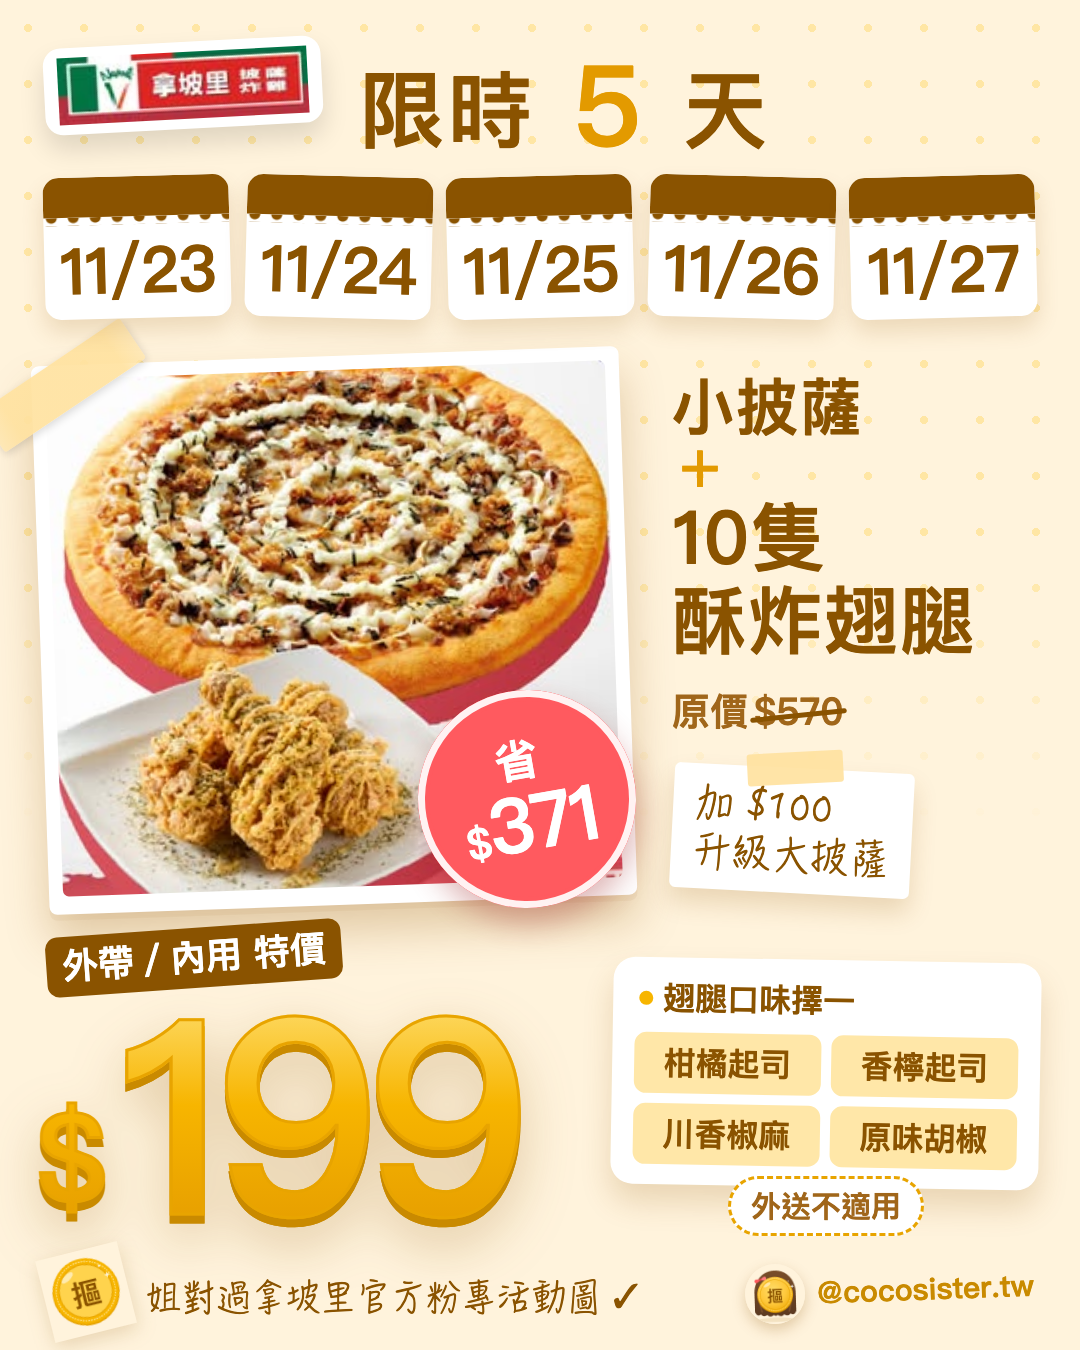 拿坡里 披薩炸雞
限時 5 天
11/23 11/24 11/25 11/26 11/27
小披薩
+
10隻
酥炸翅腿
原價$570
省
$371
加 $100
升級大披薩
外帶 / 內用 特價
$199
翅腿口味擇一
柑橘起司 香檸起司
川香椒麻 原味胡椒
外送不適用
摳 姐對過拿坡里官方粉專活動圖 ✓
摳 @cocosister.tw